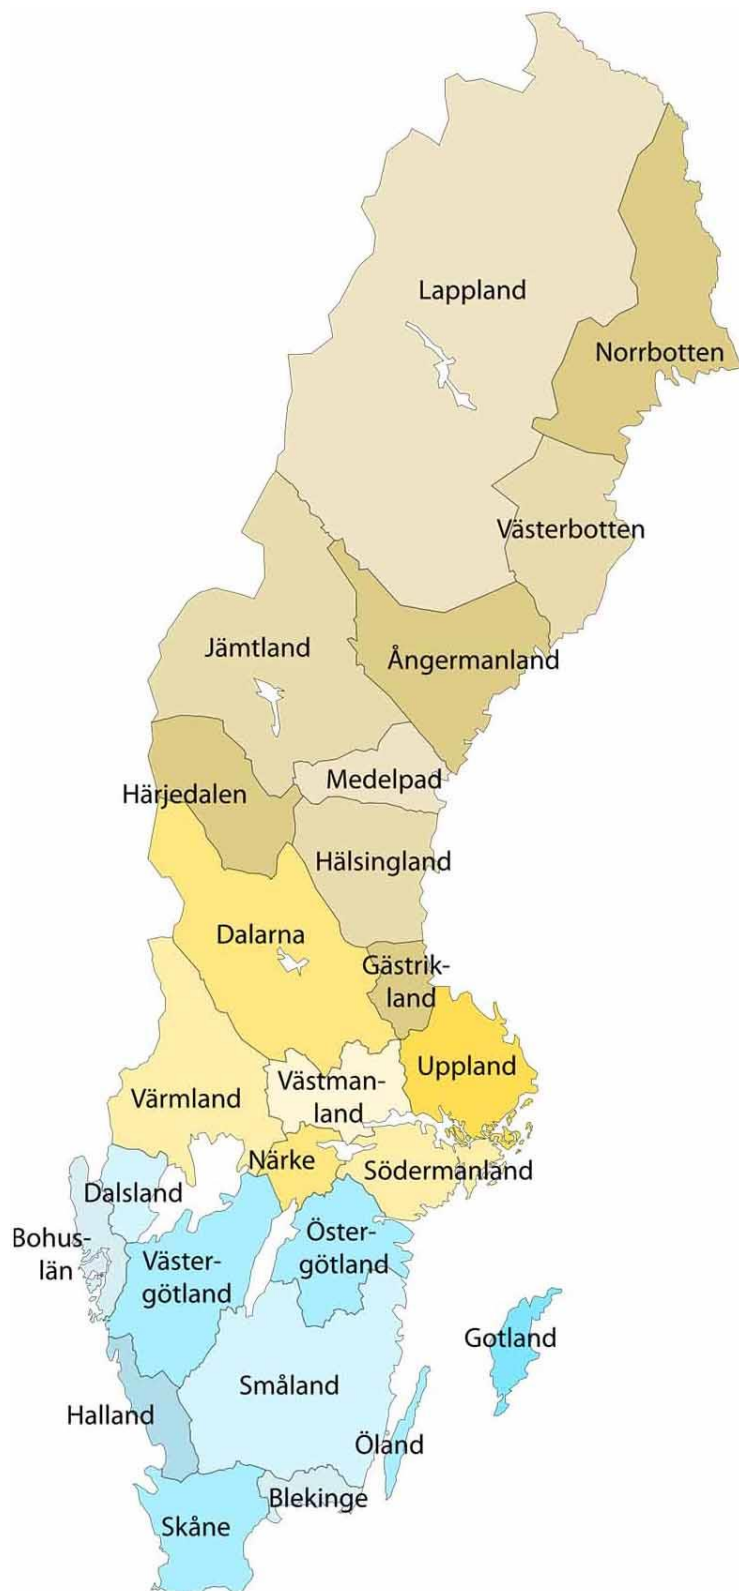 Lappland
Norrbotten
Västerbotten
Jämtland
Ångermanland
Medelpad
Härjedalen
Hälsingland
Dalarna
Gästrik-
land
Uppland
Västman-
land
Värmland
Närke
Södermanland
Dalsland
Bohus-
län
Väster-
götland
Öster-
götland
Gotland
Småland
Halland
Öland
Blekinge
Skåne